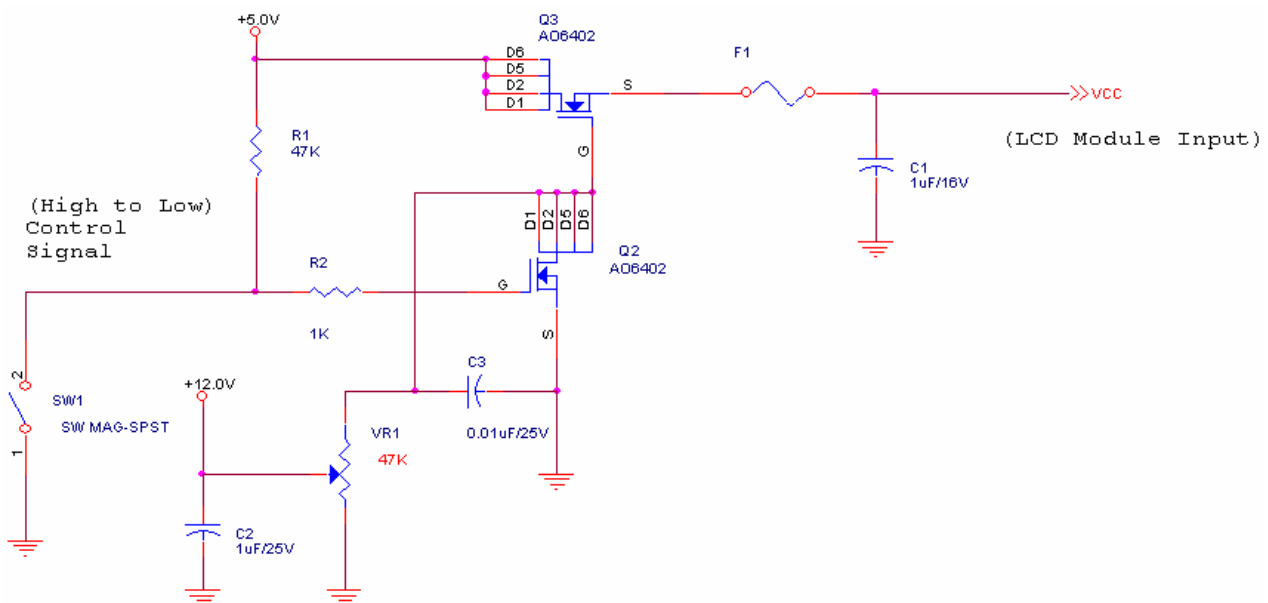 +5.0V
Q3
AO6402
D6
D5
D2
D1
S
G
F1
VCC
(LCD Module Input)
R1
47K
C1
1uF/16V
(High to Low)
Control
Signal
D1
D2
D5
D6
Q2
AO6402
R2
1K
G
S
C3
0.01uF/25V
+12.0V
2
SW1
SW MAG-SPST
1
VR1
47K
C2
1uF/25V